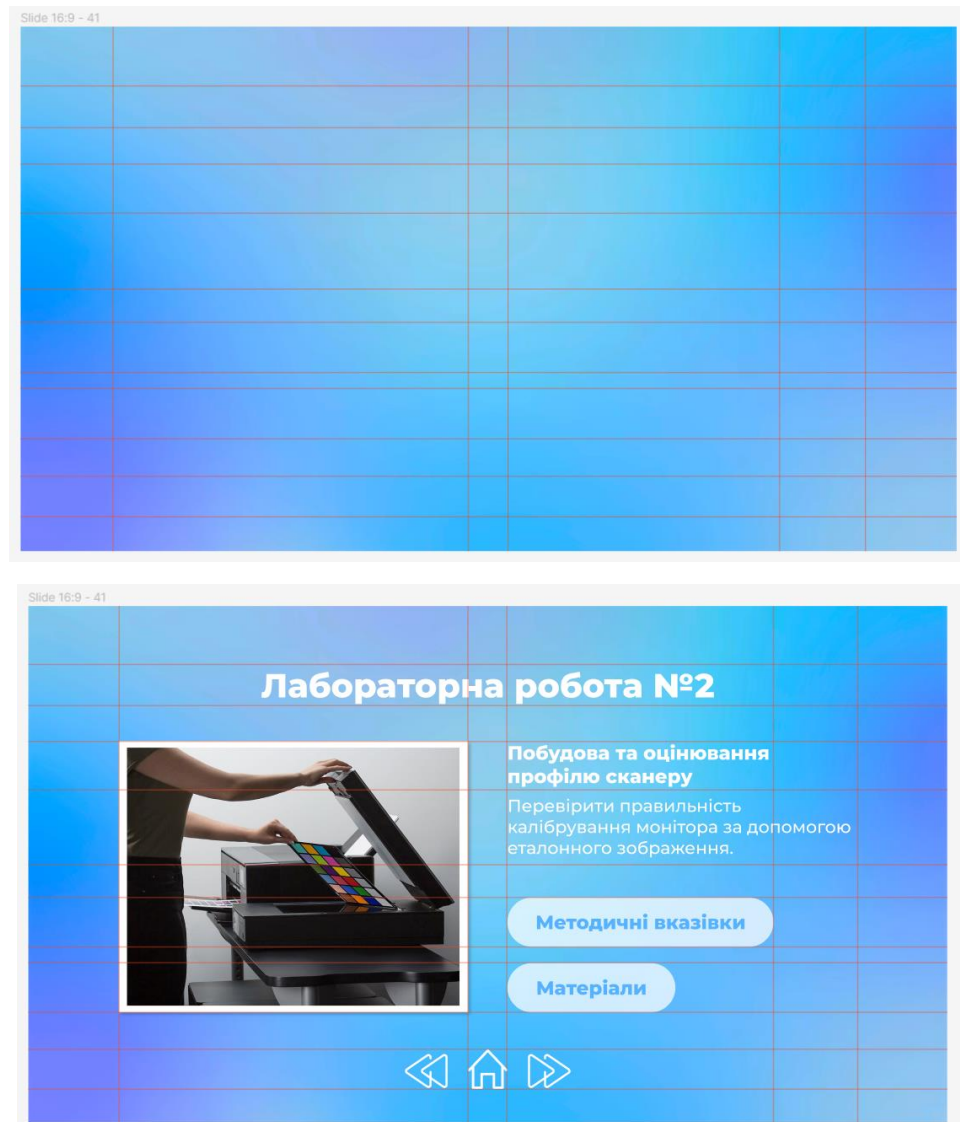 Slide 16:9 - 41
Slide 16:9 - 41
Лабораторна робота №2
Побудова та оцінювання
профілю сканеру
Перевірити правильність
калібрування монітора за допомогою
еталонного зображення.
Методичні вказівки
Матеріали